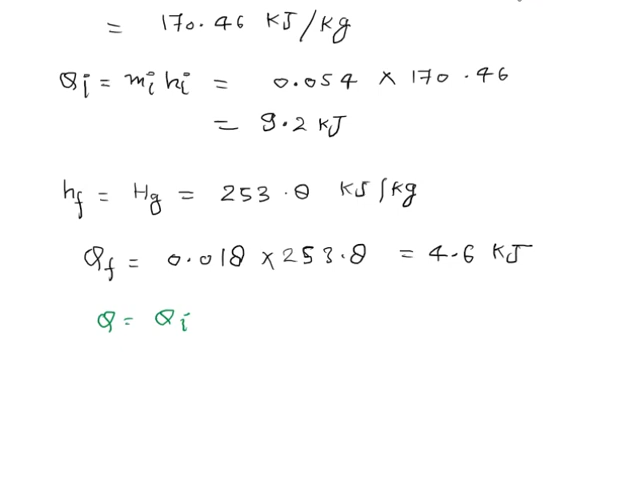 = 170.46 KJ/kg
Qi = mi hi = 0.054 × 170.46
= 9.2 KJ
hf = Hg = 253.8 KJ/kg
Qf = 0.018 × 253.8 = 4.6 KJ
Q = Qi